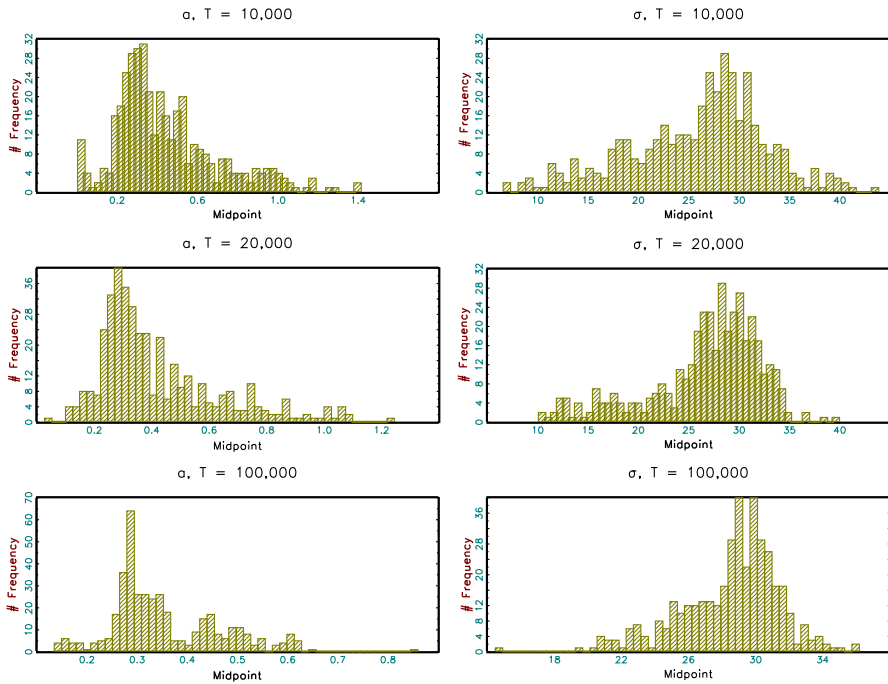 α, T = 10,000
# Frequency
0 4 8 12 16 20 24 28 32
0.2 0.6 1.0 1.4
Midpoint
σ, T = 10,000
# Frequency
0 4 8 12 16 20 24 28 32
10 15 20 25 30 35 40
Midpoint
α, T = 20,000
# Frequency
0 4 8 12 20 28 36
0.2 0.4 0.6 0.8 1.0 1.2
Midpoint
σ, T = 20,000
# Frequency
0 4 8 12 16 20 24 28 32
10 15 20 25 30 35 40
Midpoint
α, T = 100,000
# Frequency
0 10 20 30 40 50 60 70
0.2 0.3 0.4 0.5 0.6 0.7 0.8
Midpoint
σ, T = 100,000
# Frequency
0 4 8 12 20 28 36
18 22 26 30 34
Midpoint